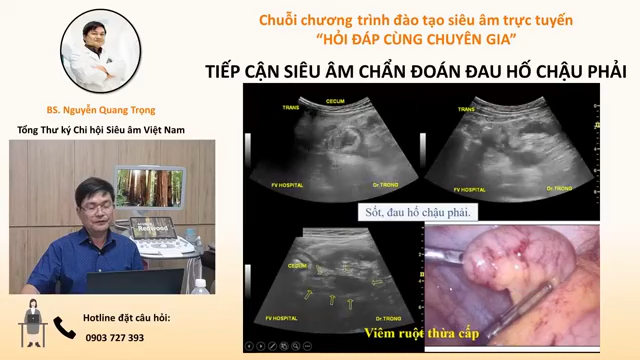 Chuỗi chương trình đào tạo siêu âm trực tuyến
“HỎI ĐÁP CÙNG CHUYÊN GIA”
TIẾP CẬN SIÊU ÂM CHẨN ĐOÁN ĐAU HỐ CHẬU PHẢI
BS. Nguyễn Quang Trọng
Tổng Thư ký Chi hội Siêu âm Việt Nam
TRANS
CECUM
FV HOSPITAL
Dr.TRONG
TRANS
FV HOSPITAL
Dr.TRONG
Sốt, đau hố chậu phải.
CECUM
FV HOSPITAL
Dr.TRONG
Viêm ruột thừa cấp
Hotline đặt câu hỏi:
0903 727 393